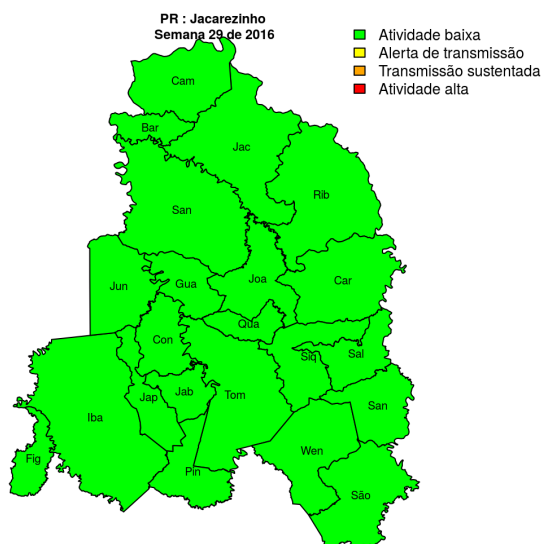 PR : Jacarezinho
Semana 29 de 2016
Atividade baixa
Alerta de transmissão
Transmissão sustentada
Atividade alta
Cam
Bar
Jac
Rib
San
Jun
Gua
Joa
Car
Qua
Con
Siq
Sal
Jap
Jab
Tom
San
Iba
Wen
Fig
Pin
São